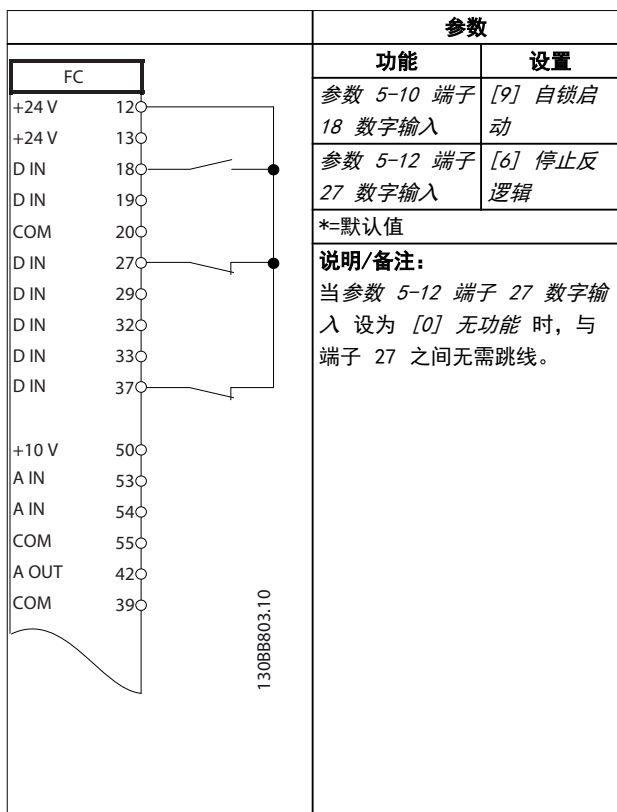 参数
功能 设置
参数 5-10 端子 18 数字输入 [9] 自锁启动
参数 5-12 端子 27 数字输入 [6] 停止反逻辑
*=默认值
说明/备注:
当参数 5-12 端子 27 数字输
入 设为 [0] 无功能 时, 与
端子 27 之间无需跳线。
FC
+24 V 12
+24 V 13
D IN 18
D IN 19
COM 20
D IN 27
D IN 29
D IN 32
D IN 33
D IN 37
+10 V 50
A IN 53
A IN 54
COM 55
A OUT 42
COM 39
130BB803.10